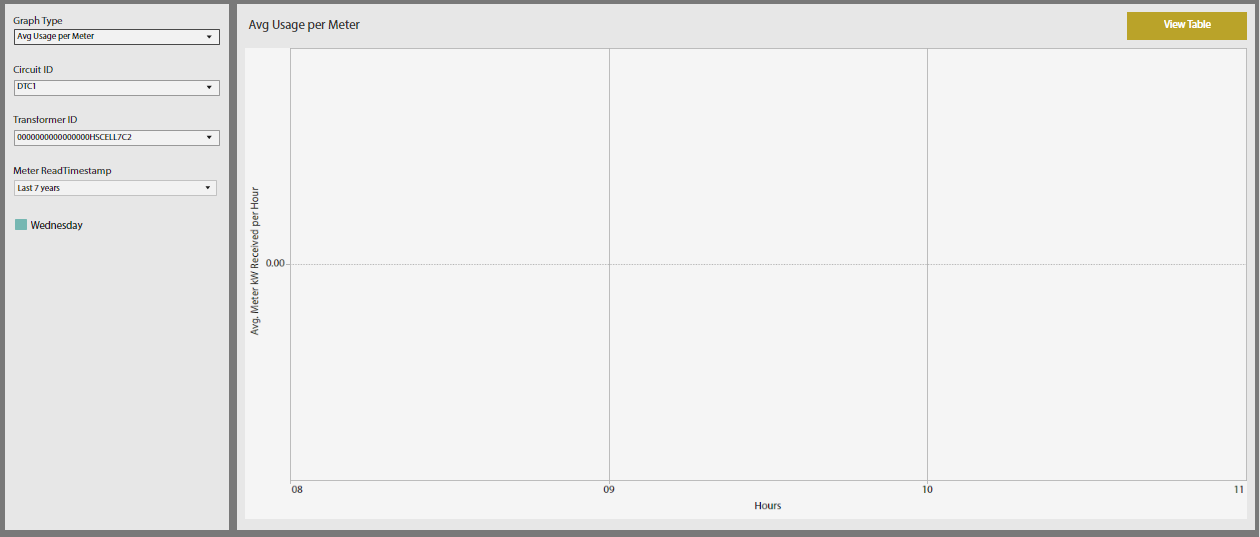 Graph Type
Avg Usage per Meter
Circuit ID
DTC1
Transformer ID
0000000000000000HSCELL7C2
Meter ReadTimestamp
Last 7 years
Wednesday
Avg Usage per Meter
View Table
Avg. Meter kW Received per Hour
0.00
08 09 10 11
Hours